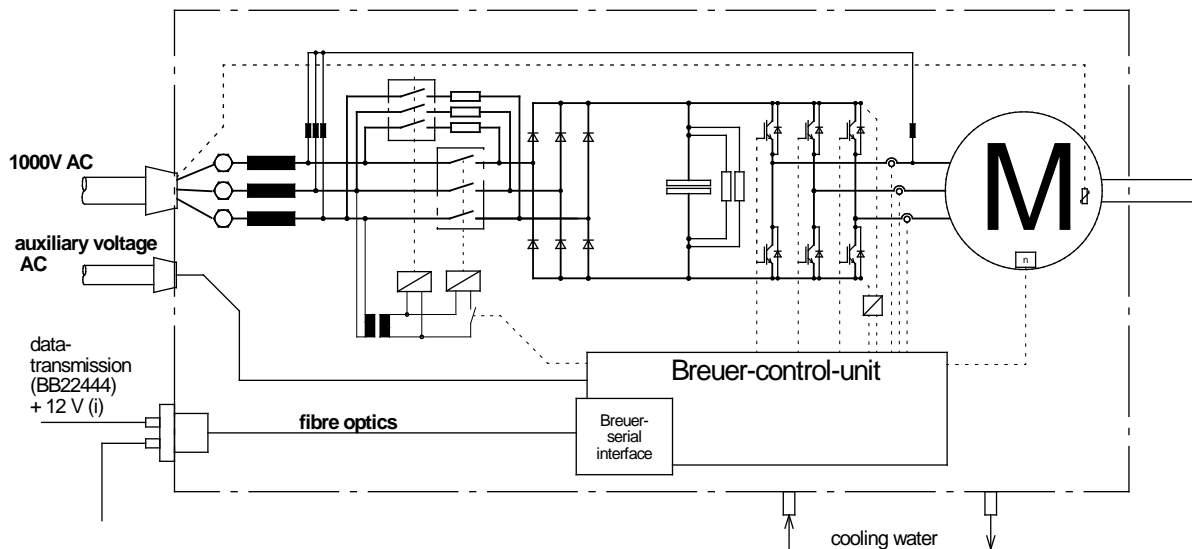 1000V AC
auxiliary voltage
AC
data-
transmission
(BB22444)
+ 12 V (i)
fibre optics
Breuer-control-unit
Breuer-
serial
interface
M
n
cooling water